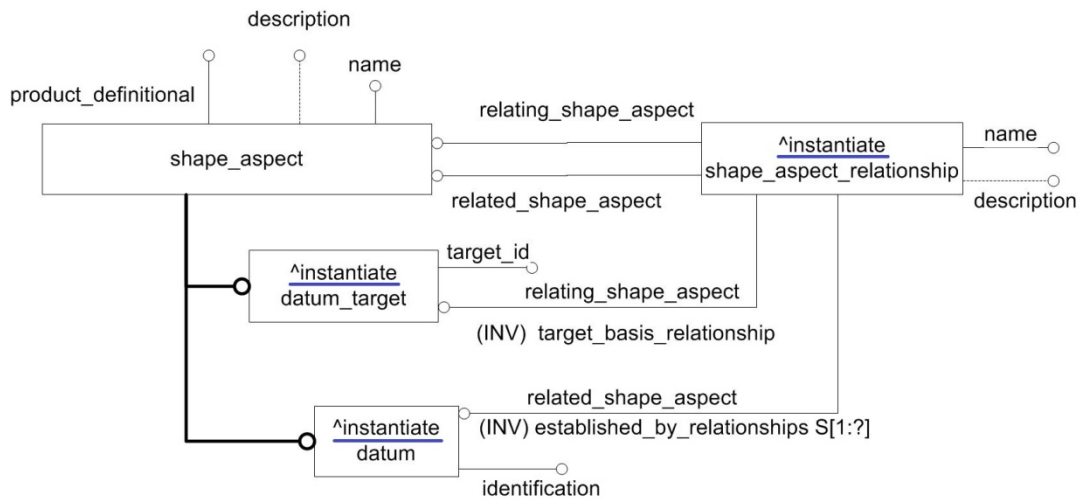 description
name
product_definitional
relating_shape_aspect
shape_aspect
^instantiate
shape_aspect_relationship
name
related_shape_aspect
description
target_id
^instantiate
datum_target
relating_shape_aspect
(INV) target_basis_relationship
related_shape_aspect
^instantiate
datum
(INV) established_by_relationships S[1:?]
identification